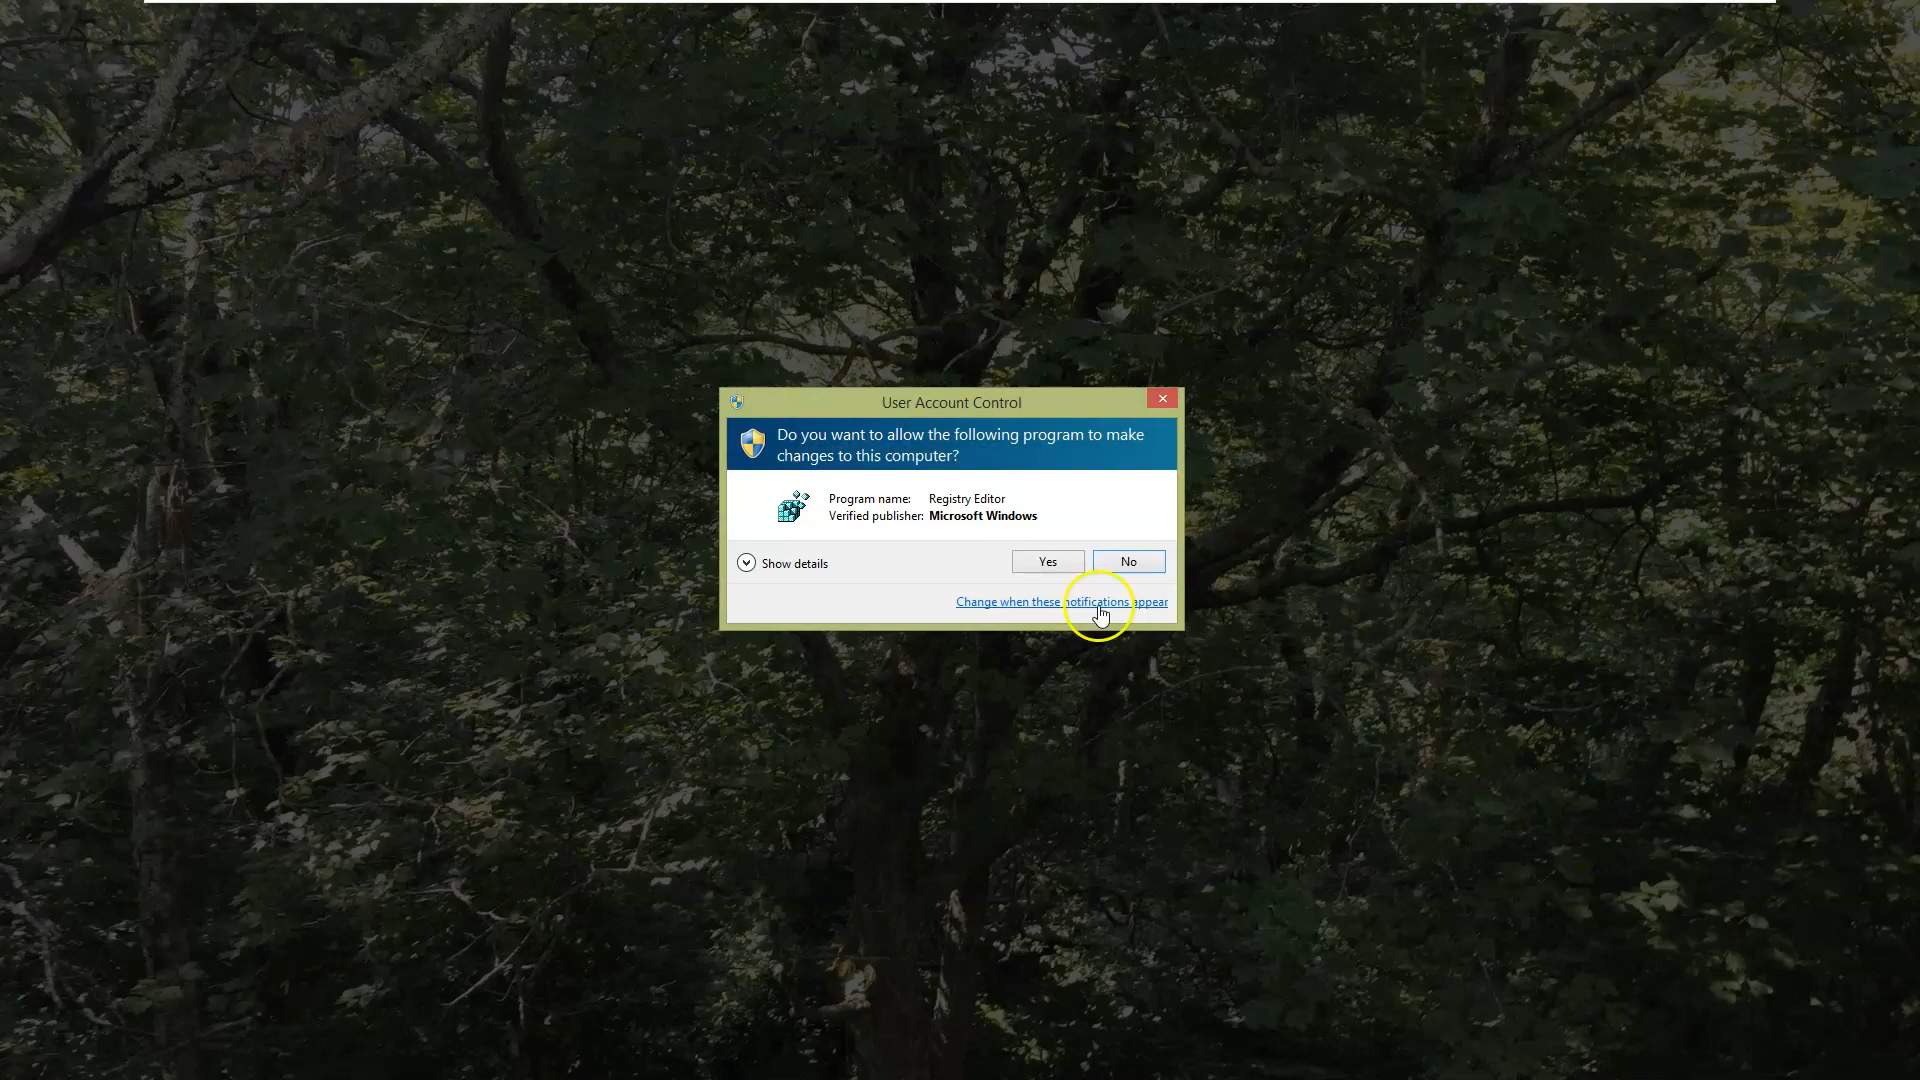 User Account Control
Do you want to allow the following program to make
changes to this computer?
Program name: Registry Editor
Verified publisher: Microsoft Windows
Show details
Yes
No
Change when these notifications appear